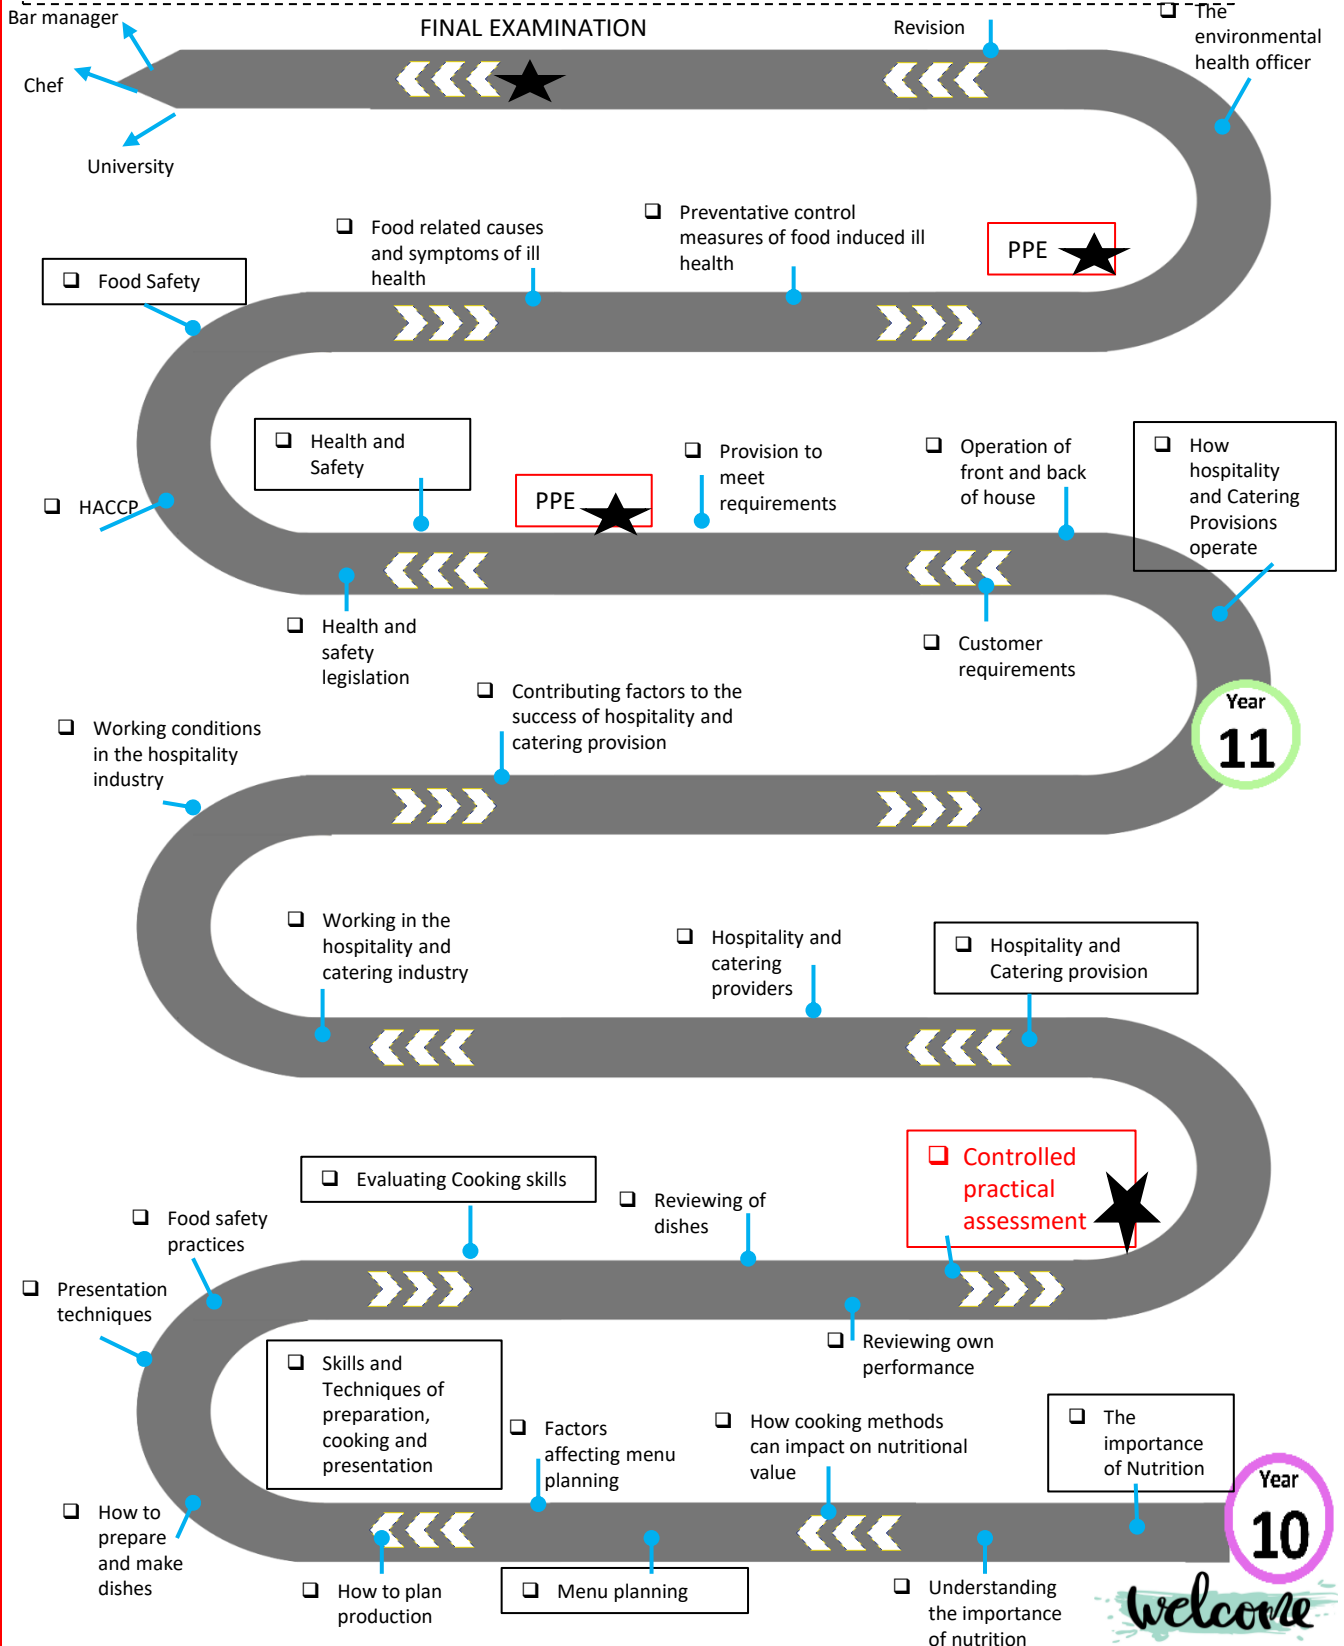 Bar manager
FINAL EXAMINATION
Revision
The
environmental
health officer
Chef
University
Food related causes
and symptoms of ill
health
Preventative control
measures of food induced ill
health
PPE
Food Safety
Health and
Safety
PPE
Provision to
meet
requirements
Operation of
front and back
of house
How
hospitality
and Catering
Provisions
operate
HACCP
Health and
safety
legislation
Customer
requirements
Contributing factors to the
success of hospitality and
catering provision
Working conditions
in the hospitality
industry
Year
11
Working in the
hospitality and
catering industry
Hospitality and
catering
providers
Hospitality and
Catering provision
Controlled
practical
assessment
Evaluating Cooking skills
Reviewing of
dishes
Food safety
practices
Presentation
techniques
Reviewing own
performance
Skills and
Techniques of
preparation,
cooking and
presentation
Factors
affecting menu
planning
How cooking methods
can impact on nutritional
value
The
importance
of Nutrition
Year
10
How to
prepare
and make
dishes
How to plan
production
Menu planning
Understanding
the importance
of nutrition
welcome